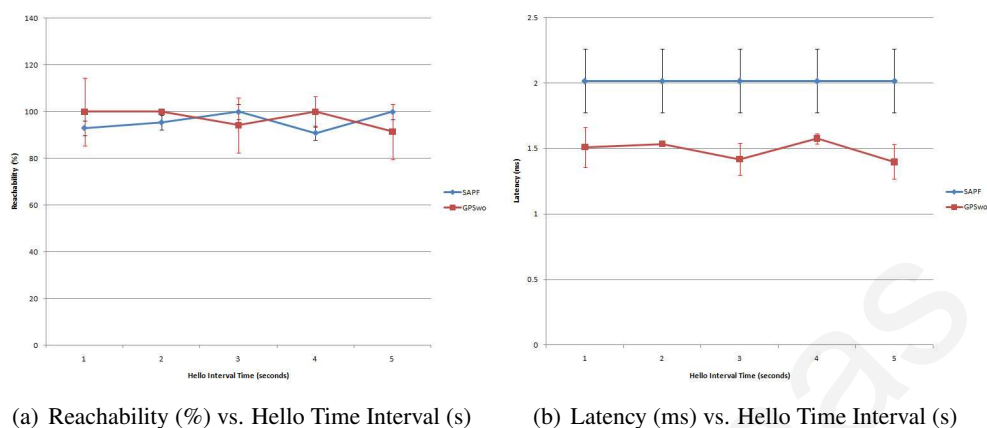 140
120
100
80
60
40
20
0
Reachability (%)
1 2 3 4 5
Hello Interval Time (seconds)
SAPF
GPSwo
(a) Reachability (%) vs. Hello Time Interval (s)
2.5
2
1.5
1
0.5
0
Latency (ms)
1 2 3 4 5
Hello Interval Time (seconds)
SAPF
GPSwo
(b) Latency (ms) vs. Hello Time Interval (s)